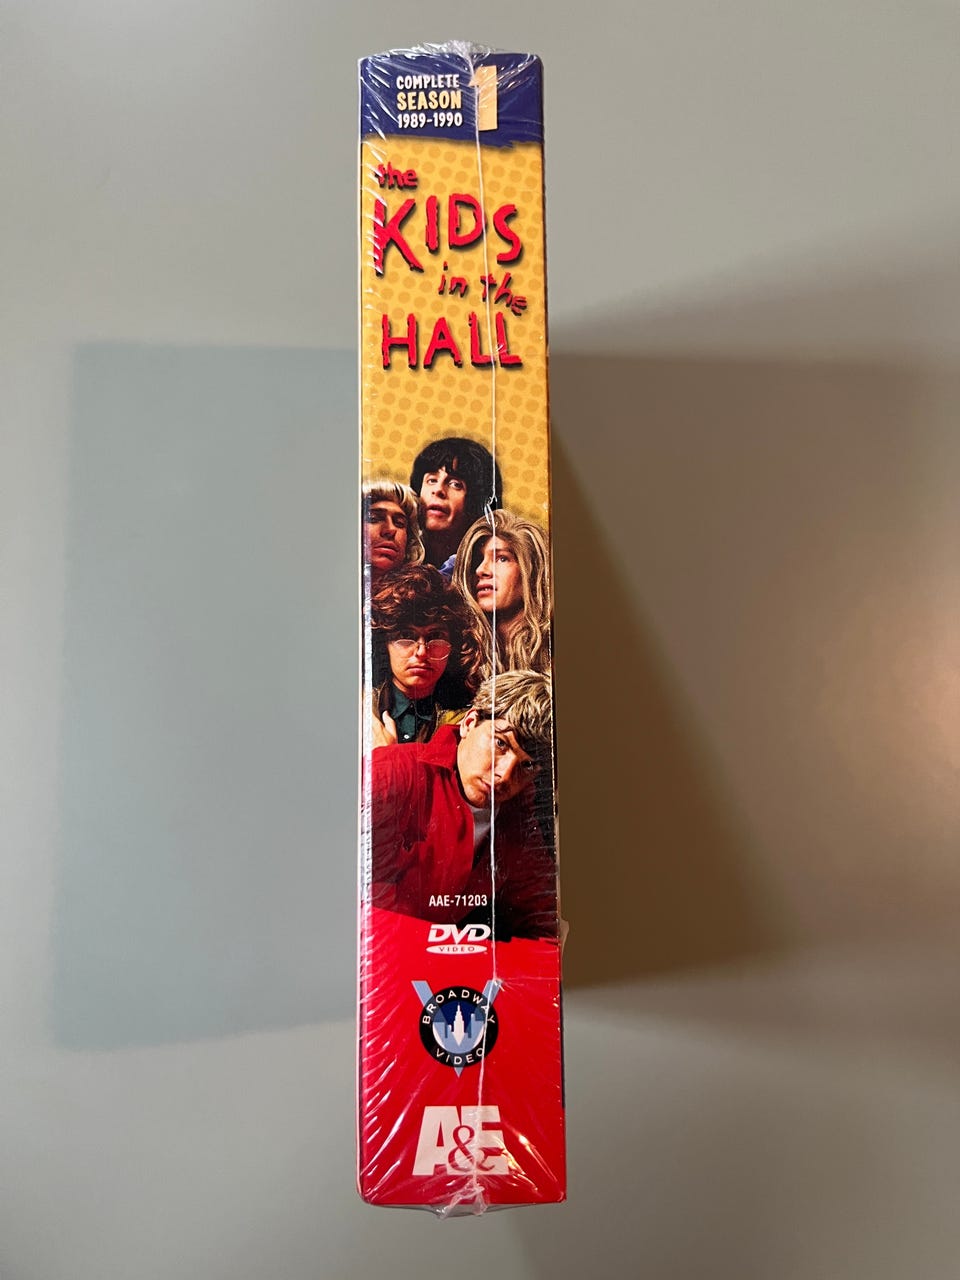 COMPLETE
SEASON 1
1989-1990
the
KIDS
in the
HALL
AAE-71203
DVD
VIDEO
BROADWAY
VIDEO
A&E